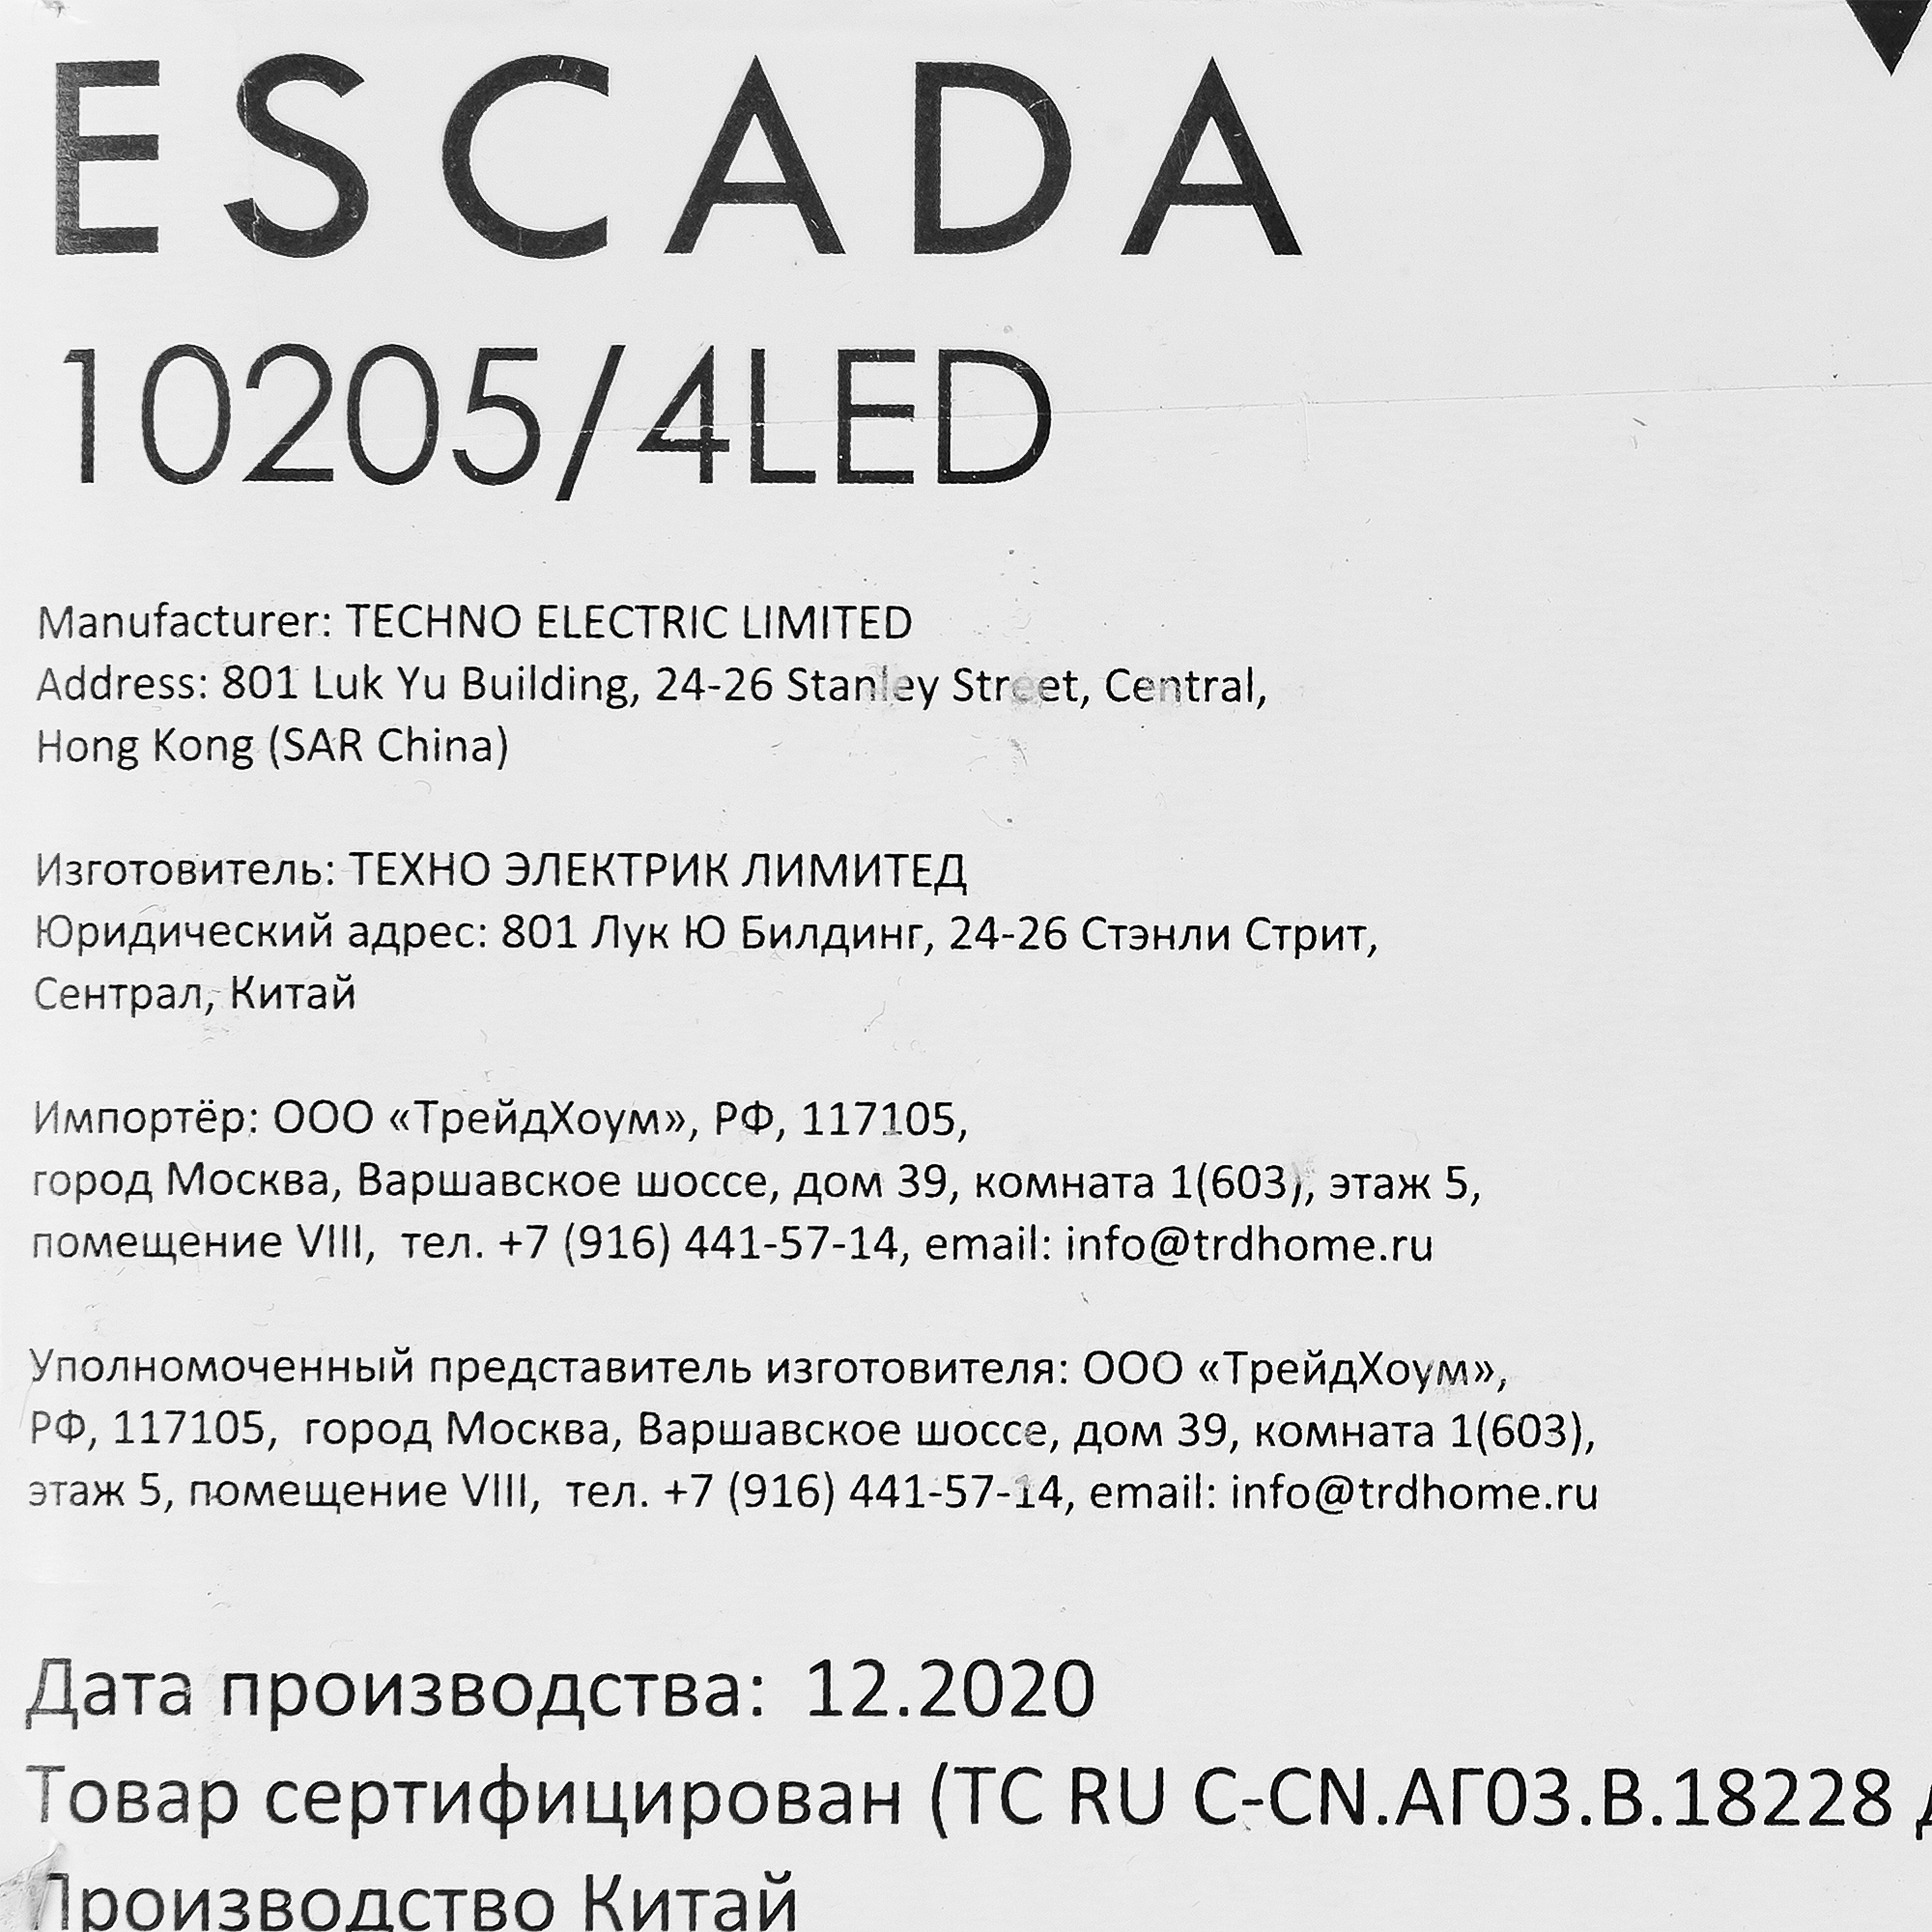 ESCADA
10205/4LED
Manufacturer: TECHNO ELECTRIC LIMITED
Address: 801 Luk Yu Building, 24-26 Stanley Street, Central,
Hong Kong (SAR China)
Изготовитель: ТЕХНО ЭЛЕКТРИК ЛИМИТЕД
Юридический адрес: 801 Лук Ю Билдинг, 24-26 Стэнли Стрит,
Сентрал, Китай
Импортёр: ООО «ТрейдХоум», РФ, 117105,
город Москва, Варшавское шоссе, дом 39, комната 1(603), этаж 5,
помещение VIII, тел. +7 (916) 441-57-14, email: info@trdhome.ru
Уполномоченный представитель изготовителя: ООО «ТрейдХоум»,
РФ, 117105, город Москва, Варшавское шоссе, дом 39, комната 1(603),
этаж 5, помещение VIII, тел. +7 (916) 441-57-14, email: info@trdhome.ru
Дата производства: 12.2020
Товар сертифицирован (TC RU C-CN.АГ03.B.18228
Производство Китай